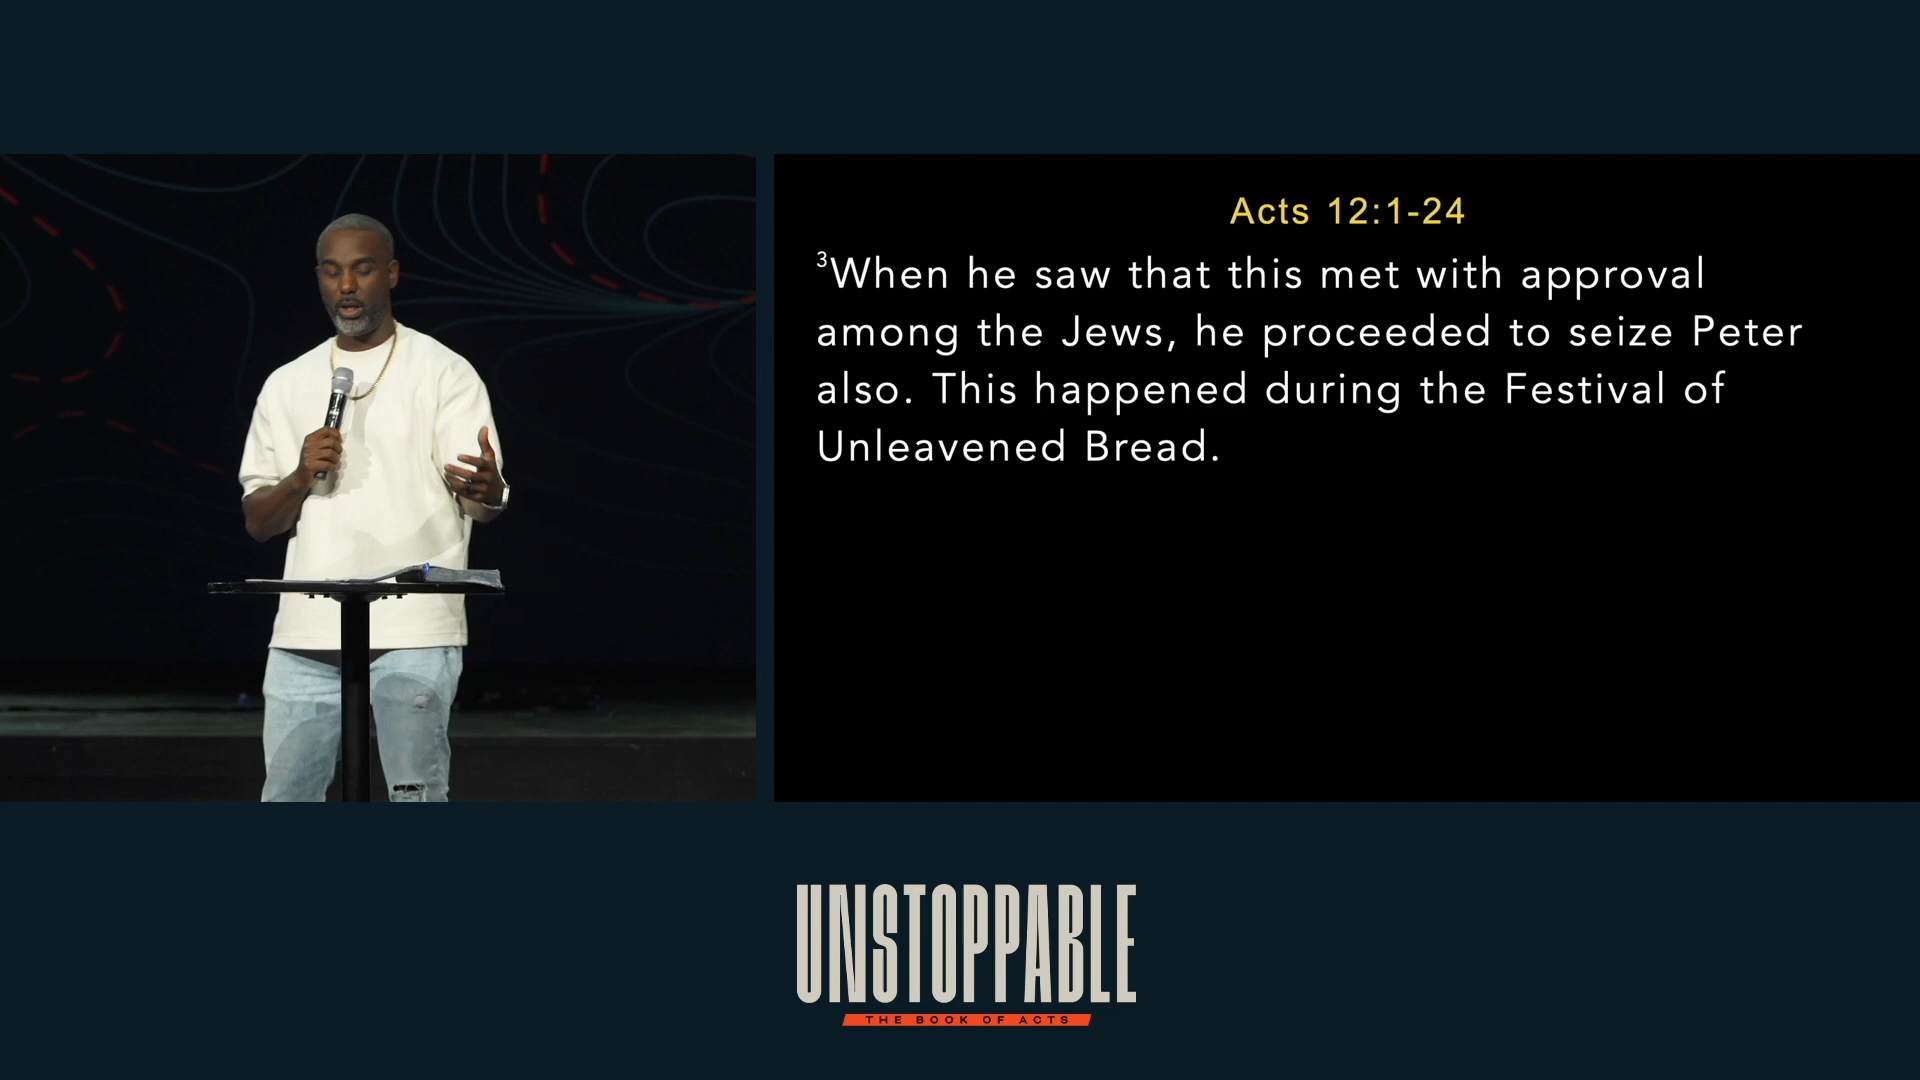 Acts 12:1-24
³When he saw that this met with approval
among the Jews, he proceeded to seize Peter
also. This happened during the Festival of
Unleavened Bread.
UNSTOPPABLE
THE BOOK OF ACTS